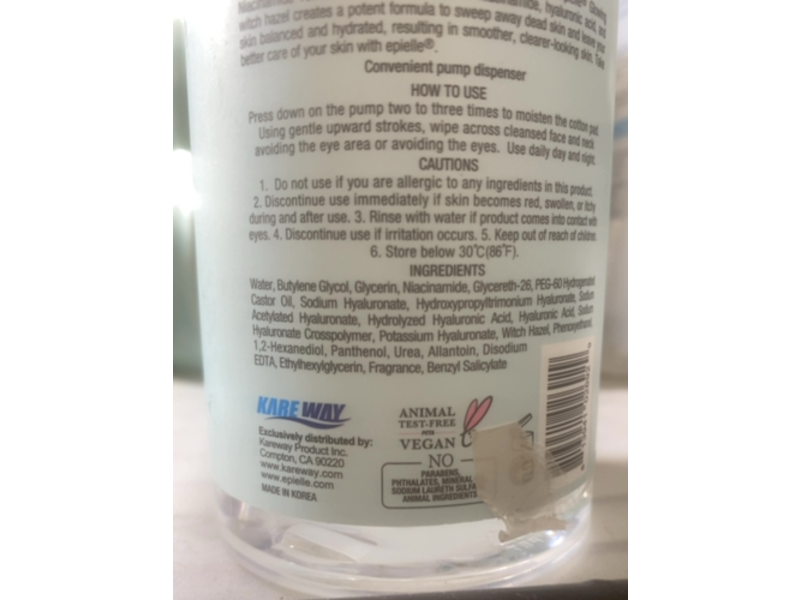 Niacinamide
witch hazel creates a potent formula to sweep away dead skin and leave your
skin balanced and hydrated, resulting in smoother, clearer-looking skin. Take
better care of your skin with epielle®.
Convenient pump dispenser
HOW TO USE
Press down on the pump two to three times to moisten the cotton pad.
Using gentle upward strokes, wipe across cleansed face and neck
avoiding the eye area or avoiding the eyes. Use daily day and night.
CAUTIONS
1. Do not use if you are allergic to any ingredients in this product.
2. Discontinue use immediately if skin becomes red, swollen, or itchy
during and after use. 3. Rinse with water if product comes into contact with
eyes. 4. Discontinue use if irritation occurs. 5. Keep out of reach of children.
6. Store below 30°C(86°F).
INGREDIENTS
Water, Butylene Glycol, Glycerin, Niacinamide, Glycereth-26, PEG-60 Hydrogenated
Castor Oil, Sodium Hyaluronate, Hydroxypropyltrimonium Hyaluronate, Sodium
Acetylated Hyaluronate, Hydrolyzed Hyaluronic Acid, Hyaluronic Acid, Sodium
Hyaluronate Crosspolymer, Potassium Hyaluronate, Witch Hazel, Phenoxyethanol,
1,2-Hexanediol, Panthenol, Urea, Allantoin, Disodium
EDTA, Ethylhexylglycerin, Fragrance, Benzyl Salicylate
KAREWAY
Exclusively distributed by:
Kareway Product Inc.
Compton, CA 90220
www.kareway.com
www.epielle.com
MADE IN KOREA
ANIMAL
TEST-FREE
PETA
VEGAN
NO
PARABENS,
PHTHALATES, MINERAL
SODIUM LAURETH SULFA
ANIMAL INGREDIENTS